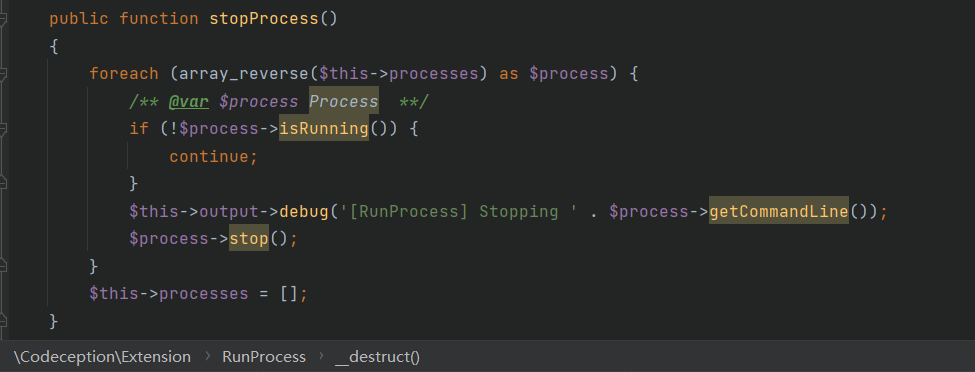 public function stopProcess()
{
    foreach (array_reverse($this->processes) as $process) {
        /** @var $process Process  **/
        if (!$process->isRunning()) {
            continue;
        }
        $this->output->debug('[RunProcess] Stopping ' . $process->getCommandLine());
        $process->stop();
    }
    $this->processes = [];
}
\Codeception\Extension › RunProcess › __destruct()